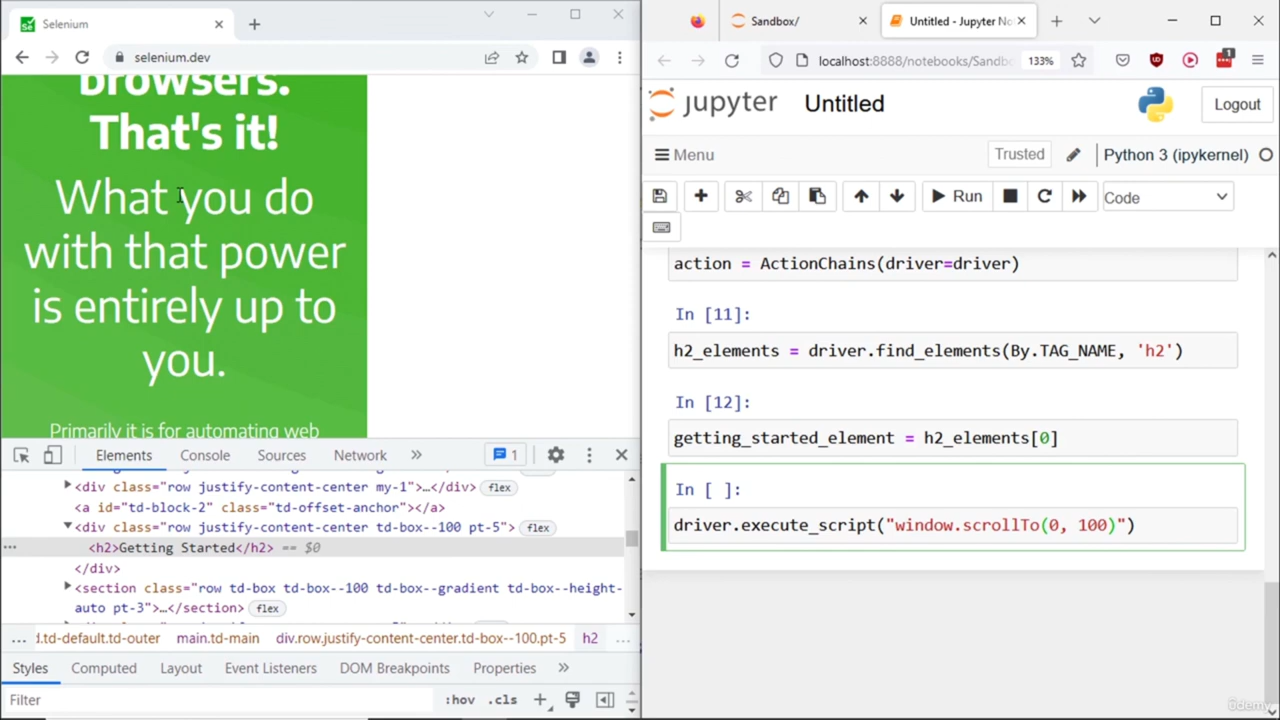 Selenium
selenium.dev
browsers.
That's it!
What you do
with that power
is entirely up to
you.
Primarily it is for automating web
Elements Console Sources Network » 1
<div class="row justify-content-center my-1">…</div> flex
<a id="td-block-2" class="td-offset-anchor"></a>
<div class="row justify-content-center td-box--100 pt-5"> flex
<h2>Getting Started</h2> == $0
</div>
<section class="row td-box td-box--100 td-box--gradient td-box--height-
auto pt-3">…</section> flex
... d.td-default.td-outer main.td-main div.row.justify-content-center.td-box--100.pt-5 h2 ...
Styles Computed Layout Event Listeners DOM Breakpoints Properties »
Filter :hov .cls
Sandbox/ Untitled - Jupyter No
localhost:8888/notebooks/Sandb 133% 1
jupyter Untitled Logout
Menu Trusted Python 3 (ipykernel)
Run Code
action = ActionChains(driver=driver)
In [11]:
h2_elements = driver.find_elements(By.TAG_NAME, 'h2')
In [12]:
getting_started_element = h2_elements[0]
In [ ]:
driver.execute_script("window.scrollTo(0, 100)")
ûdemy